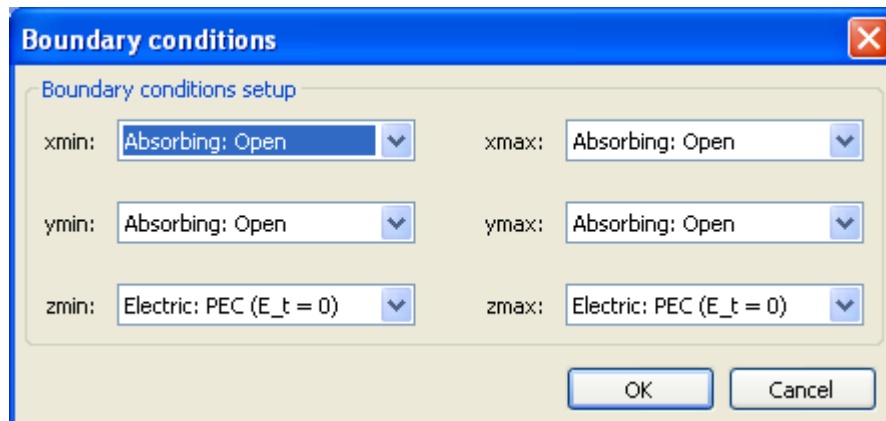 Boundary conditions
Boundary conditions setup
xmin: Absorbing: Open xmax: Absorbing: Open
ymin: Absorbing: Open ymax: Absorbing: Open
zmin: Electric: PEC (E_t = 0) zmax: Electric: PEC (E_t = 0)
OK Cancel